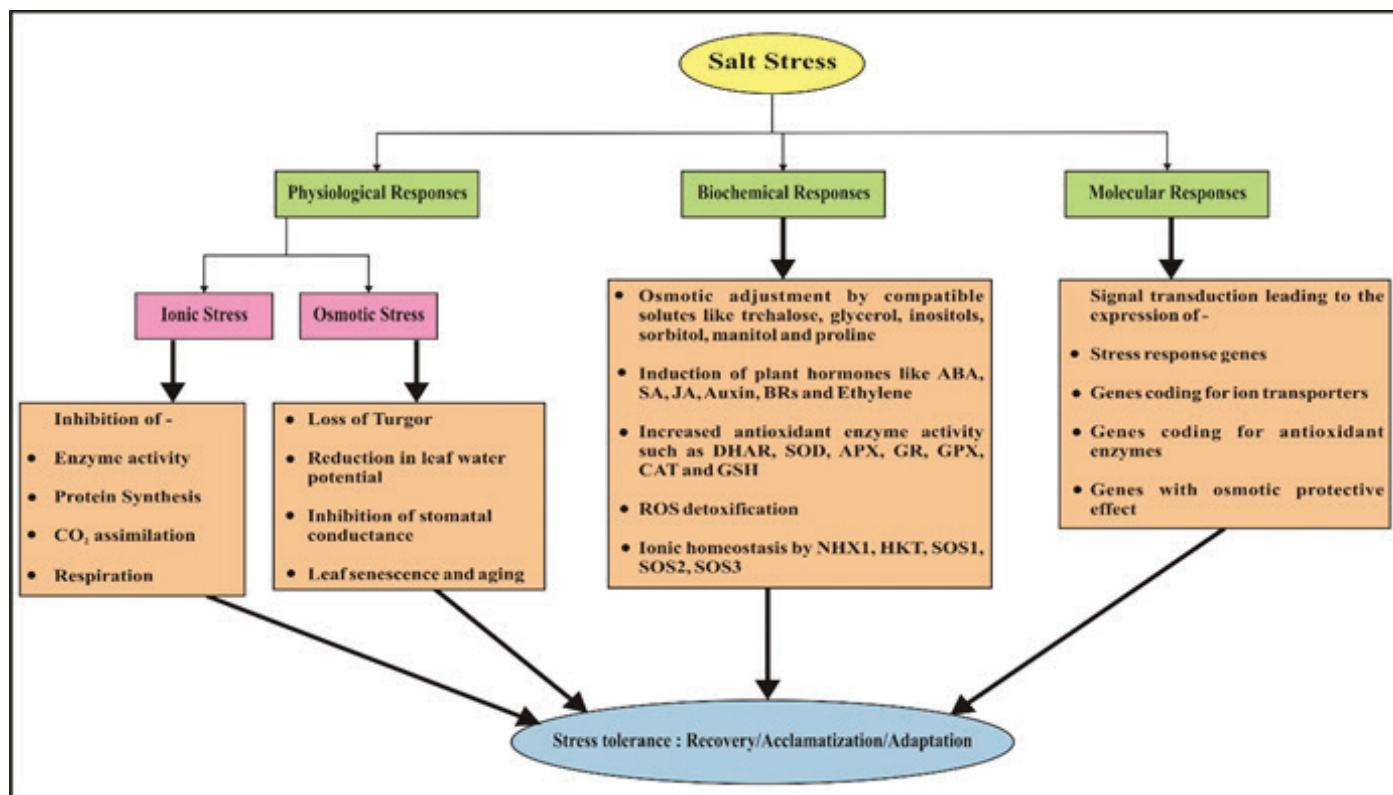 Salt Stress
Physiological Responses
Biochemical Responses
Molecular Responses
Ionic Stress
Osmotic Stress
Inhibition of -
• Enzyme activity
• Protein Synthesis
• CO₂ assimilation
• Respiration
• Loss of Turgor
• Reduction in leaf water
potential
• Inhibition of stomatal
conductance
• Leaf senescence and aging
• Osmotic adjustment by compatible
solutes like trehalose, glycerol, inositols,
sorbitol, manitol and proline
• Induction of plant hormones like ABA,
SA, JA, Auxin, BRs and Ethylene
• Increased antioxidant enzyme activity
such as DHAR, SOD, APX, GR, GPX,
CAT and GSH
• ROS detoxification
• Ionic homeostasis by NHX1, HKT, SOS1,
SOS2, SOS3
Signal transduction leading to the
expression of -
• Stress response genes
• Genes coding for ion transporters
• Genes coding for antioxidant
enzymes
• Genes with osmotic protective
effect
Stress tolerance : Recovery/Acclamatization/Adaptation